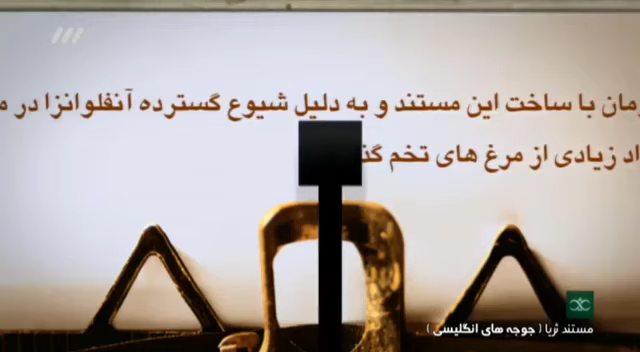 زمان با ساخت این مستند و به دلیل شیوع گسترده آنفلوانزا در
زیادی از مرغ های تخم
مستند ثریا ( جوجه های انگلیسی )